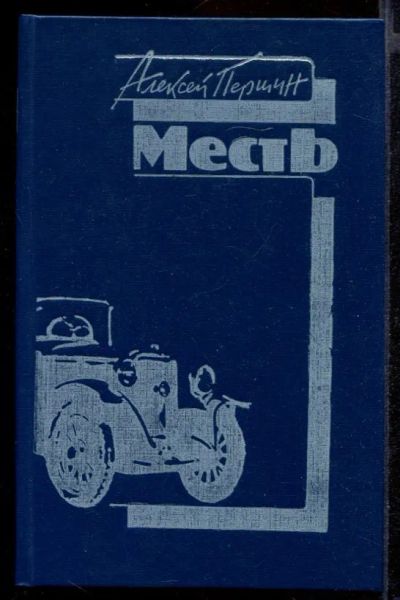 Алексей Першин
Месть